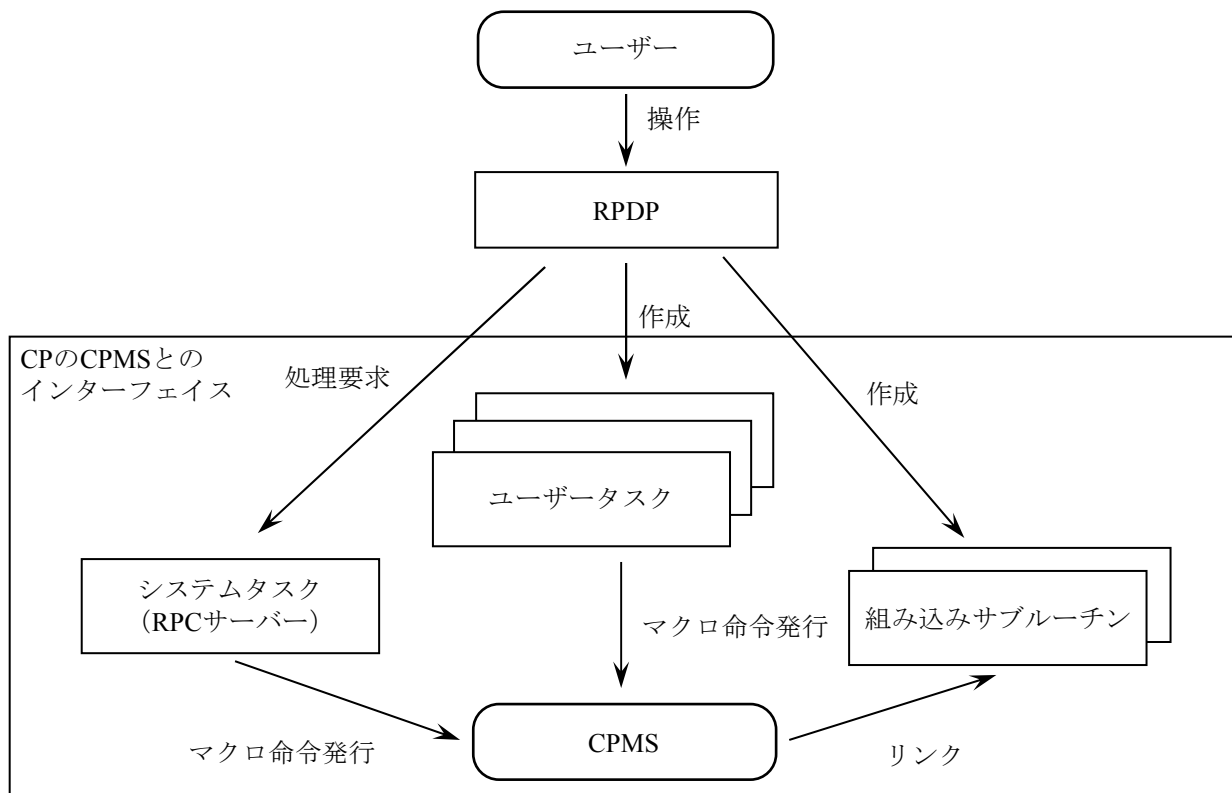 ユーザー
操作
RPDP
作成
CPのCPMSとの
インターフェイス
処理要求
作成
ユーザータスク
システムタスク
（RPCサーバー）
マクロ命令発行
組み込みサブルーチン
CPMS
マクロ命令発行
リンク